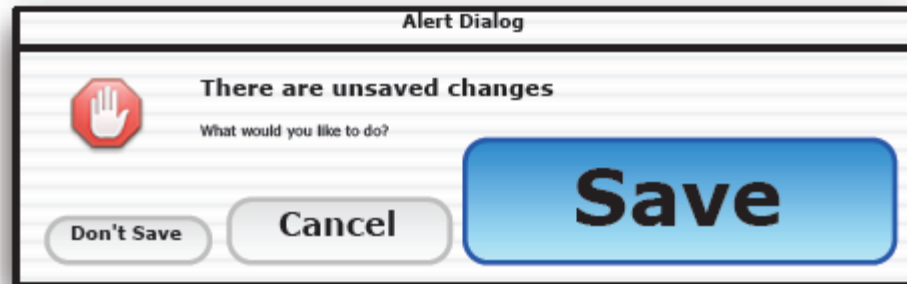 Alert Dialog
There are unsaved changes
What would you like to do?
Don't Save
Cancel
Save